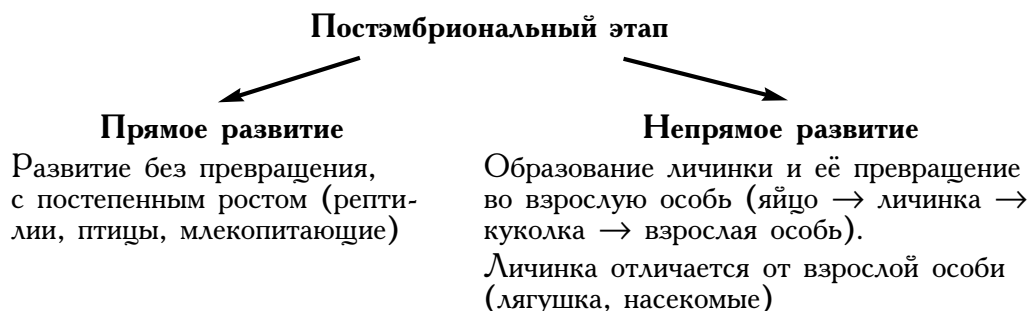 Постэмбриональный этап
Прямое развитие
Развитие без превращения,
с постепенным ростом (репти-
лии, птицы, млекопитающие)
Непрямое развитие
Образование личинки и её превращение
во взрослую особь (яйцо → личинка →
куколка → взрослая особь).
Личинка отличается от взрослой особи
(лягушка, насекомые)